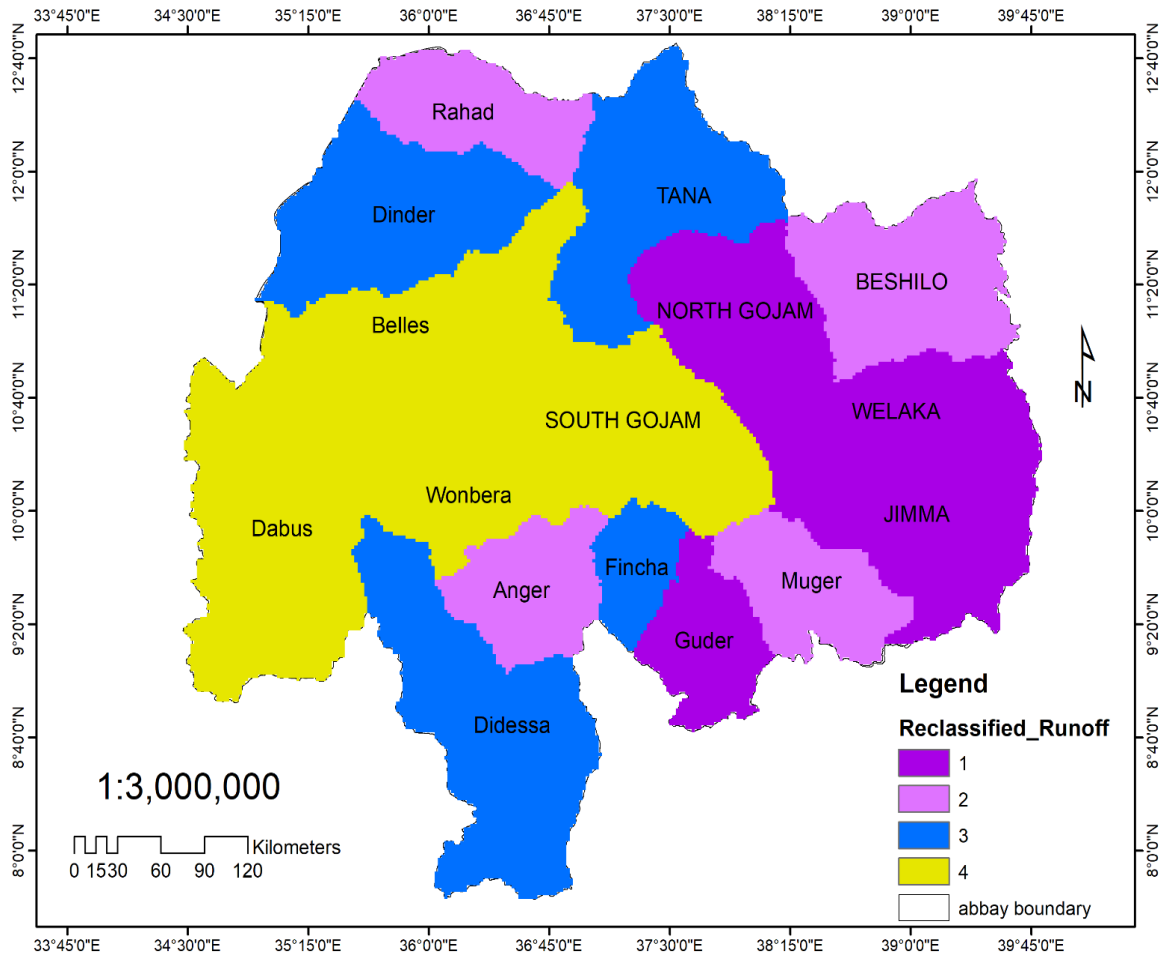 33°45'0"E 34°30'0"E 35°15'0"E 36°0'0"E 36°45'0"E 37°30'0"E 38°15'0"E 39°0'0"E 39°45'0"E
12°40'0"N 12°40'0"N
Rahad
12°0'0"N 12°0'0"N
TANA
Dinder
11°20'0"N 11°20'0"N
BESHILO
NORTH GOJAM
Belles
N
10°40'0"N 10°40'0"N
WELAKA
SOUTH GOJAM
Wonbera
10°0'0"N 10°0'0"N
JIMMA
Dabus
Fincha
Muger
Anger
9°20'0"N 9°20'0"N
Guder
Legend
Didessa
Reclassified_Runoff
8°40'0"N 8°40'0"N
1
1:3,000,000
2
3
Kilometers
8°0'0"N 8°0'0"N
0 15 30 60 90 120
4
abbay boundary
33°45'0"E 34°30'0"E 35°15'0"E 36°0'0"E 36°45'0"E 37°30'0"E 38°15'0"E 39°0'0"E 39°45'0"E